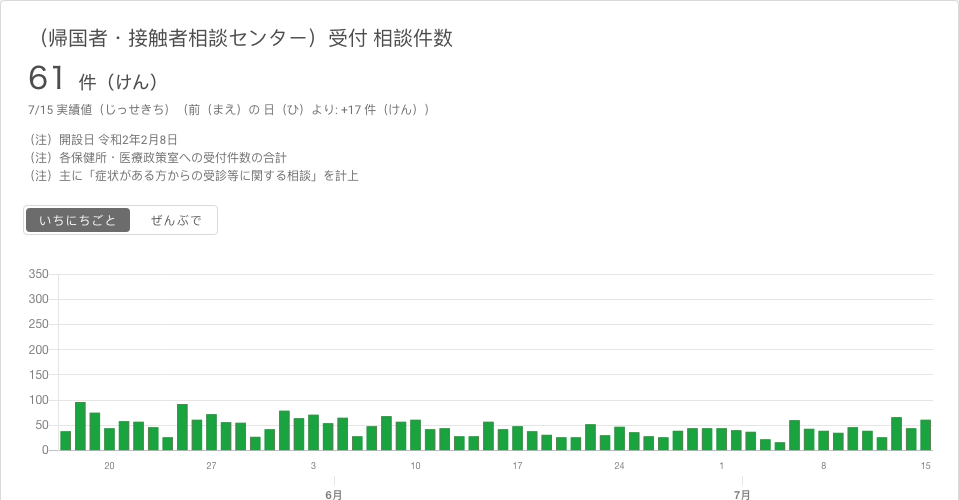 （帰国者・接触者相談センター）受付 相談件数
61 件（けん）
7/15 実績値（じっせきち）（前（まえ）の 日（ひ）より: +17 件（けん））
（注）開設日 令和2年2月8日
（注）各保健所・医療政策室への受付件数の合計
（注）主に「症状がある方からの受診等に関する相談」を計上
いちにちごと ぜんぶで
350
300
250
200
150
100
50
0
20 27 3 10 17 24 1 8 15
6月 7月